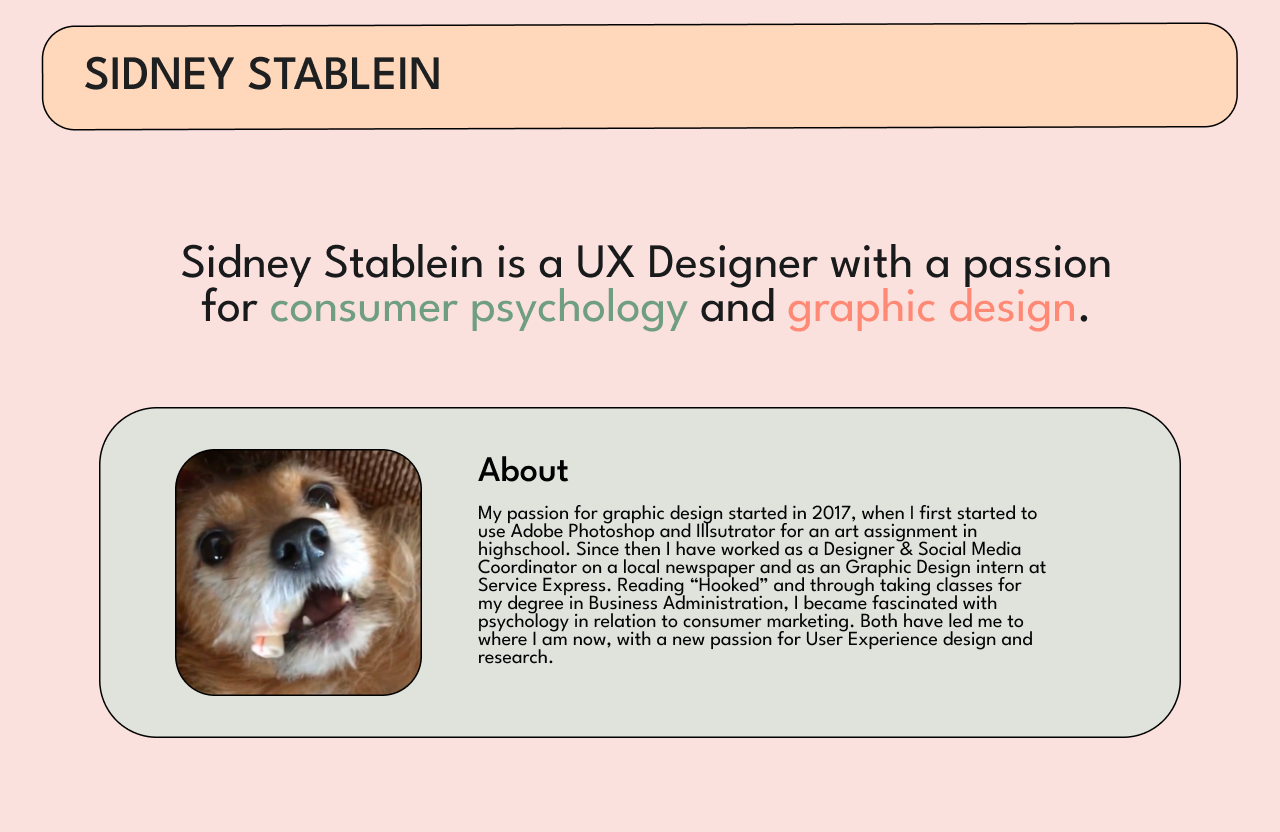 SIDNEY STABLEIN
Sidney Stablein is a UX Designer with a passion
for consumer psychology and graphic design.
About
My passion for graphic design started in 2017, when I first started to
use Adobe Photoshop and Illsutrator for an art assignment in
highschool. Since then I have worked as a Designer & Social Media
Coordinator on a local newspaper and as an Graphic Design intern at
Service Express. Reading “Hooked” and through taking classes for
my degree in Business Administration, I became fascinated with
psychology in relation to consumer marketing. Both have led me to
where I am now, with a new passion for User Experience design and
research.